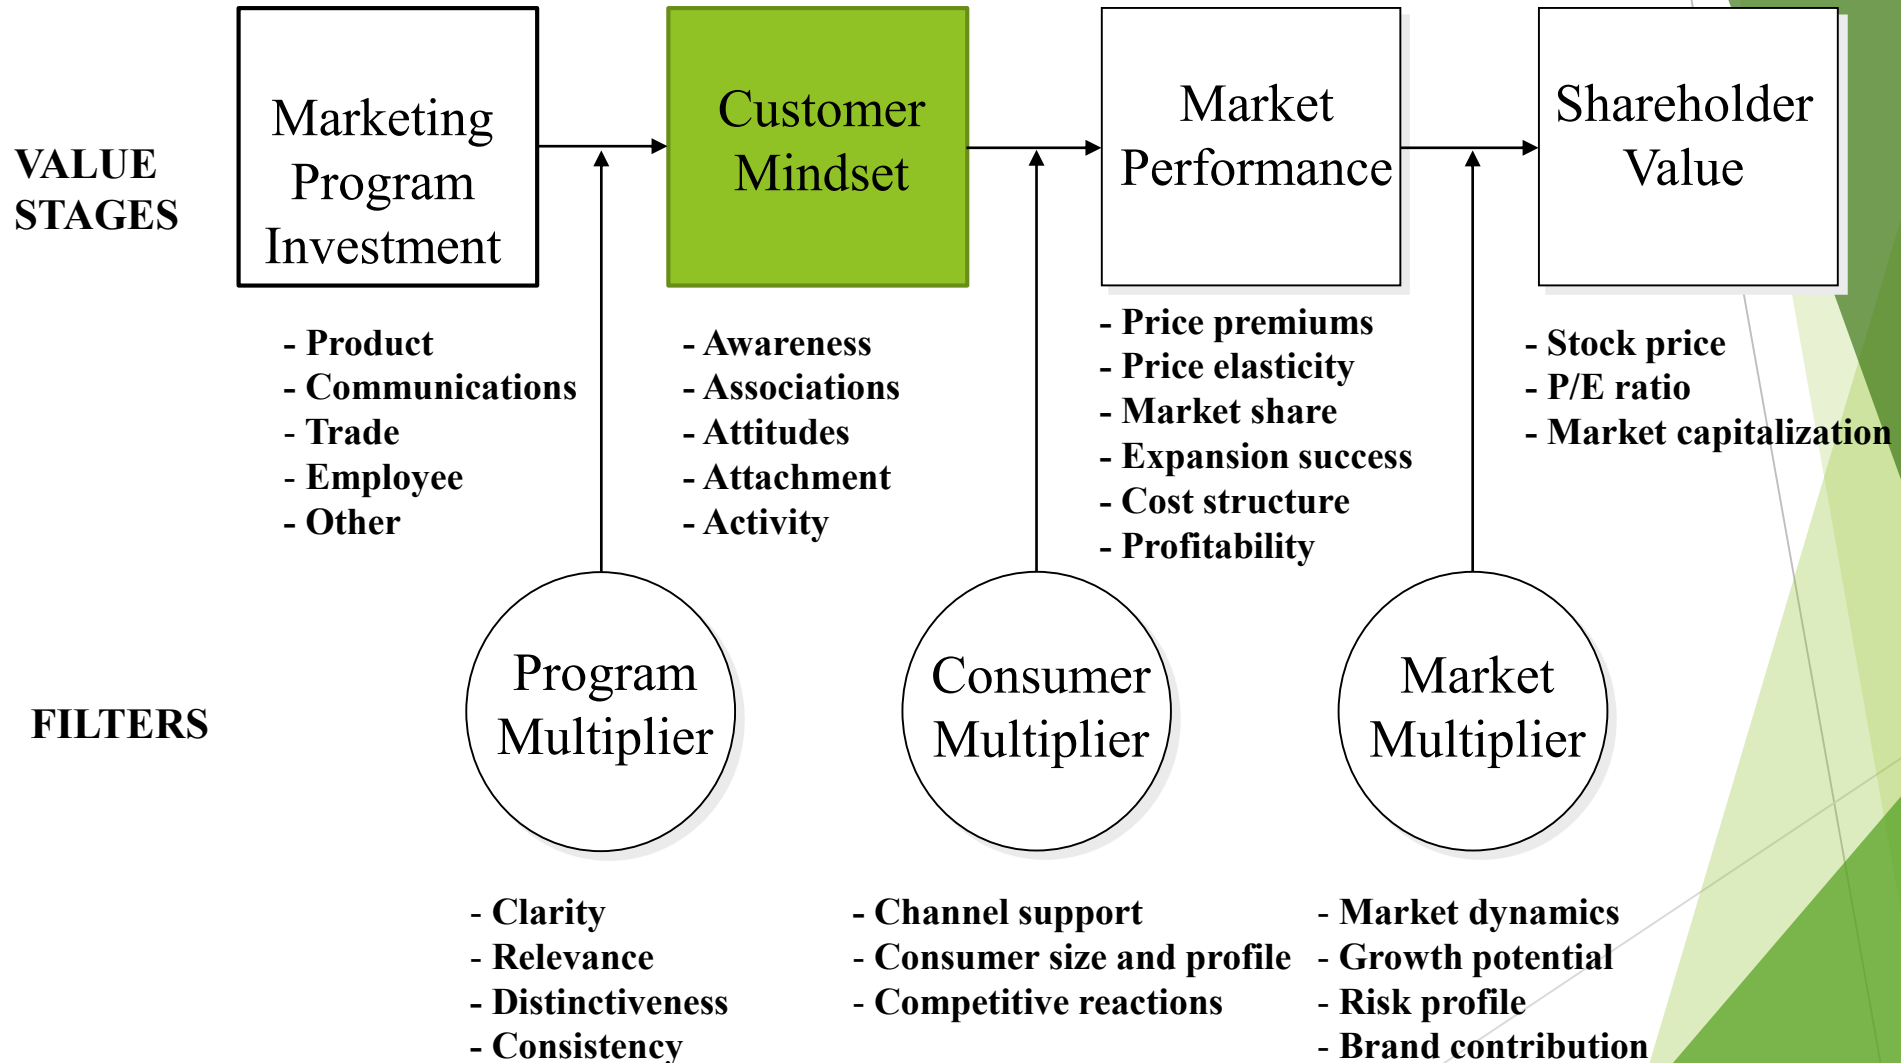 VALUE
STAGES
Marketing
Program
Investment
Customer
Mindset
Market
Performance
Shareholder
Value
- Product
- Communications
- Trade
- Employee
- Other
- Awareness
- Associations
- Attitudes
- Attachment
- Activity
- Price premiums
- Price elasticity
- Market share
- Expansion success
- Cost structure
- Profitability
- Stock price
- P/E ratio
- Market capitalization
FILTERS
Program
Multiplier
Consumer
Multiplier
Market
Multiplier
- Clarity
- Relevance
- Distinctiveness
- Consistency
- Channel support
- Consumer size and profile
- Competitive reactions
- Market dynamics
- Growth potential
- Risk profile
- Brand contribution